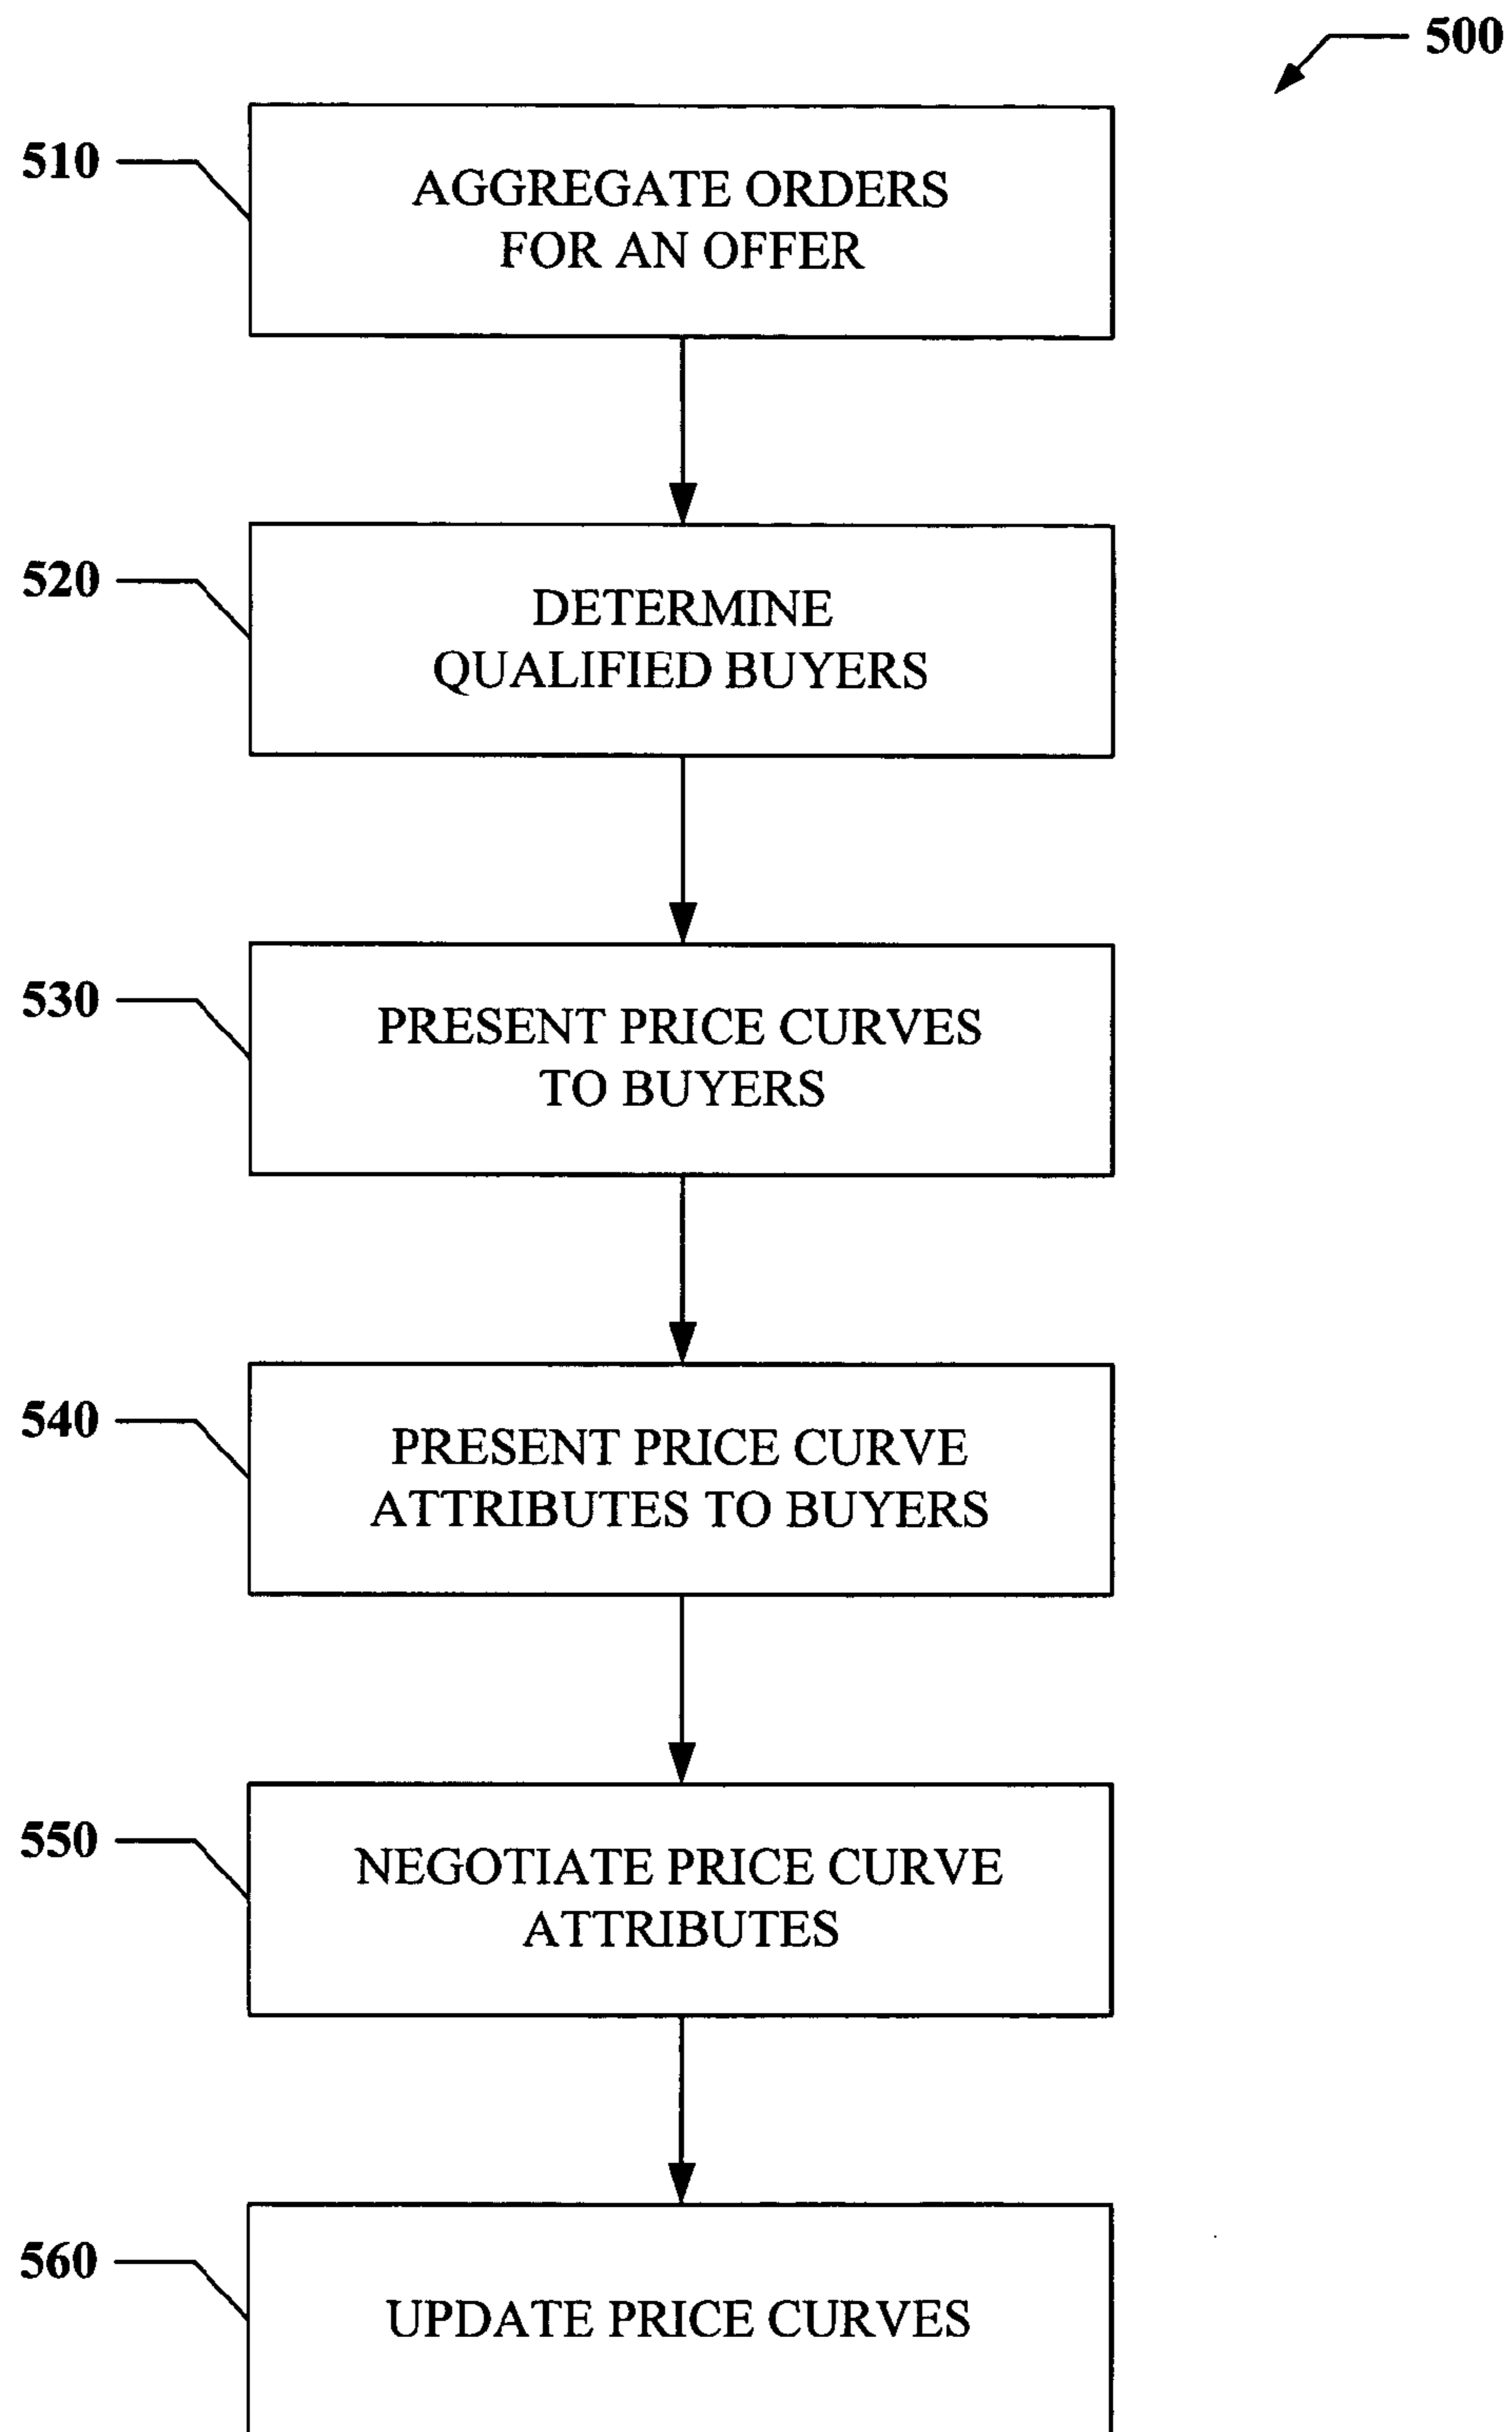 500
510
AGGREGATE ORDERS
FOR AN OFFER
520
DETERMINE
QUALIFIED BUYERS
530
PRESENT PRICE CURVES
TO BUYERS
540
PRESENT PRICE CURVE
ATTRIBUTES TO BUYERS
550
NEGOTIATE PRICE CURVE
ATTRIBUTES
560
UPDATE PRICE CURVES